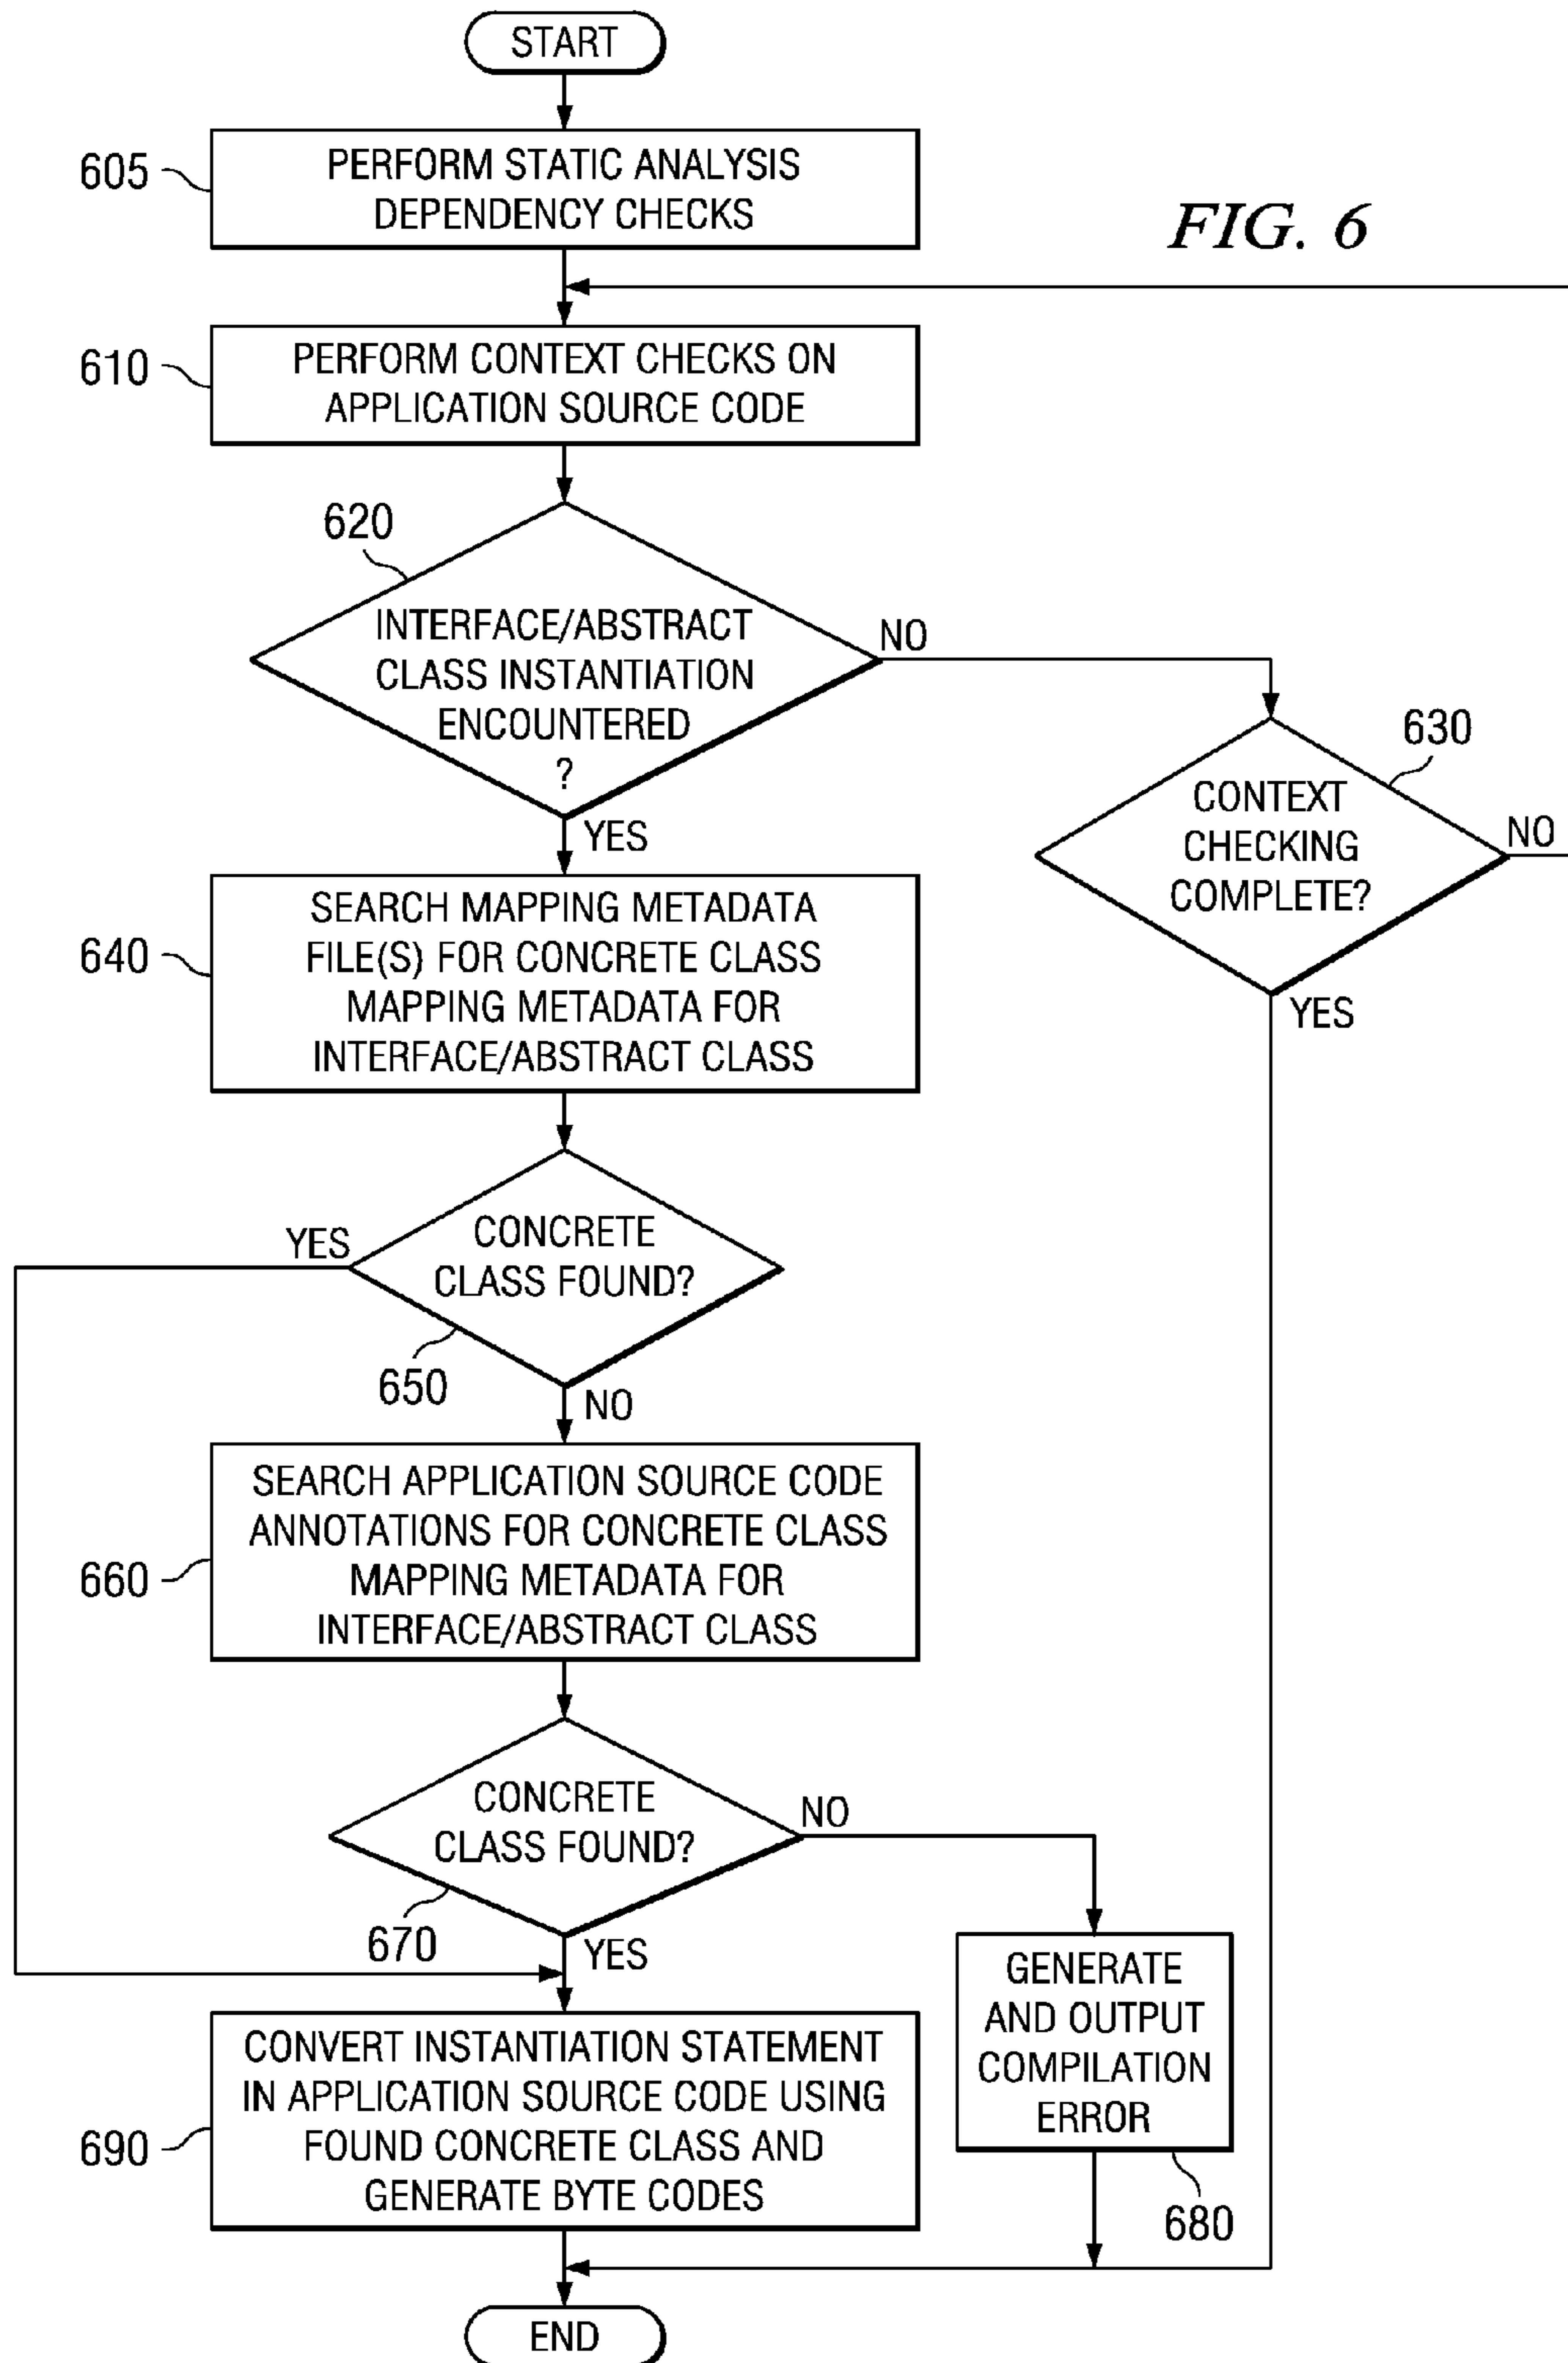 START
605
PERFORM STATIC ANALYSIS
DEPENDENCY CHECKS
FIG. 6
610
PERFORM CONTEXT CHECKS ON
APPLICATION SOURCE CODE
620
INTERFACE/ABSTRACT
CLASS INSTANTIATION
ENCOUNTERED
?
NO
YES
630
CONTEXT
CHECKING
COMPLETE?
NO
YES
640
SEARCH MAPPING METADATA
FILE(S) FOR CONCRETE CLASS
MAPPING METADATA FOR
INTERFACE/ABSTRACT CLASS
YES
CONCRETE
CLASS FOUND?
650
NO
660
SEARCH APPLICATION SOURCE CODE
ANNOTATIONS FOR CONCRETE CLASS
MAPPING METADATA FOR
INTERFACE/ABSTRACT CLASS
CONCRETE
CLASS FOUND?
NO
670
YES
GENERATE
AND OUTPUT
COMPILATION
ERROR
680
690
CONVERT INSTANTIATION STATEMENT
IN APPLICATION SOURCE CODE USING
FOUND CONCRETE CLASS AND
GENERATE BYTE CODES
END